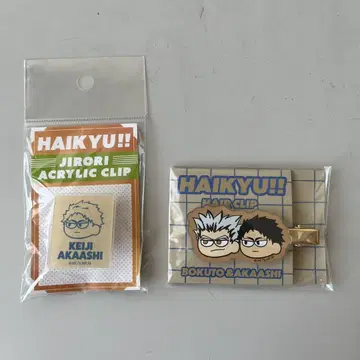 HAIKYU!!
JIRORI
ACRYLIC CLIP
KEIJI
AKAASHI
HAIKYU!!
HAIR CLIP
BOKUTO & AKAASHI